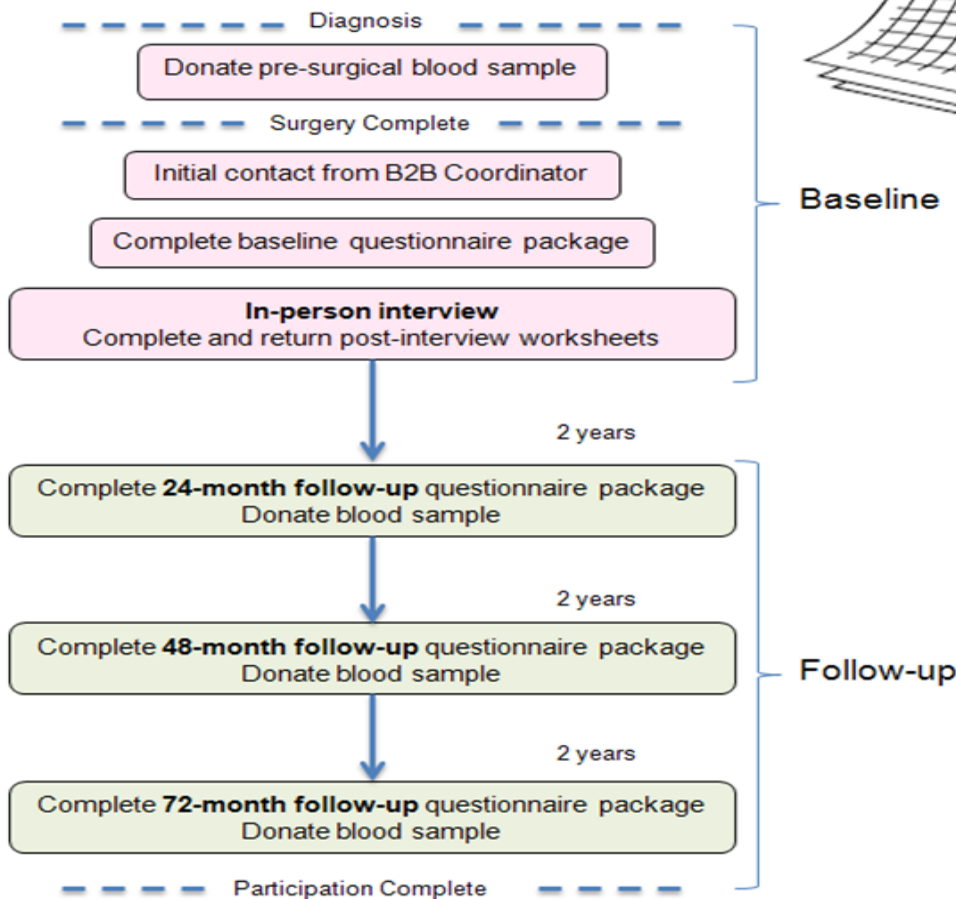 Diagnosis
Donate pre-surgical blood sample
Surgery Complete
Initial contact from B2B Coordinator
Complete baseline questionnaire package
In-person interview
Complete and return post-interview worksheets
Baseline
2 years
Complete 24-month follow-up questionnaire package
Donate blood sample
2 years
Complete 48-month follow-up questionnaire package
Donate blood sample
Follow-up
2 years
Complete 72-month follow-up questionnaire package
Donate blood sample
Participation Complete